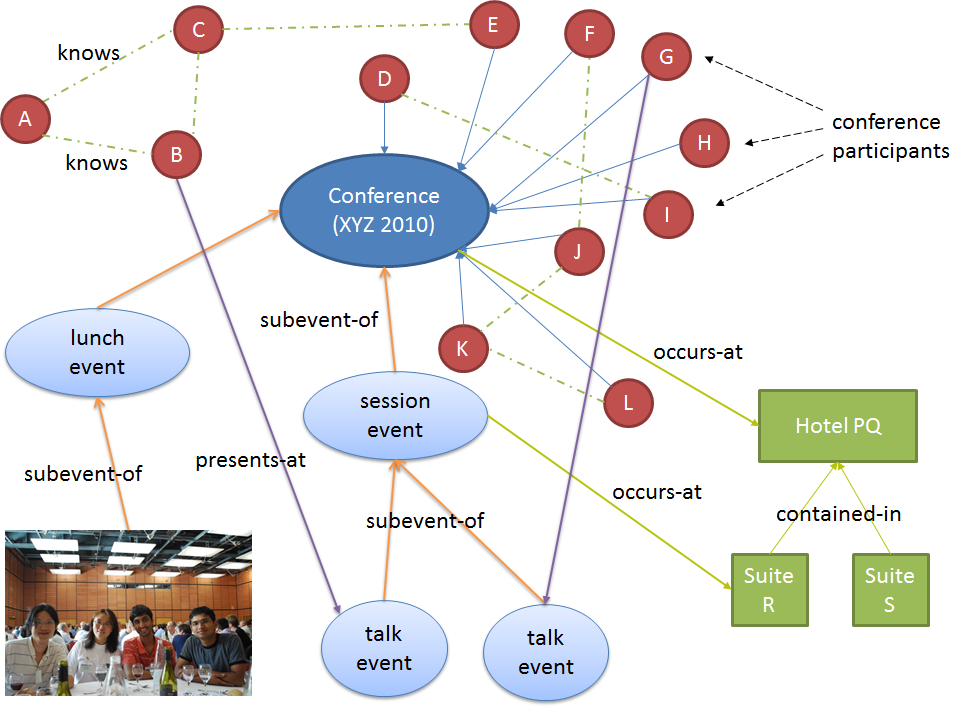 C
E
F
G
knows
D
A
conference
participants
H
knows
B
Conference
(XYZ 2010)
I
J
subevent-of
lunch
event
K
occurs-at
session
event
L
Hotel PQ
presents-at
subevent-of
occurs-at
subevent-of
contained-in
Suite
R
Suite
S
talk
event
talk
event